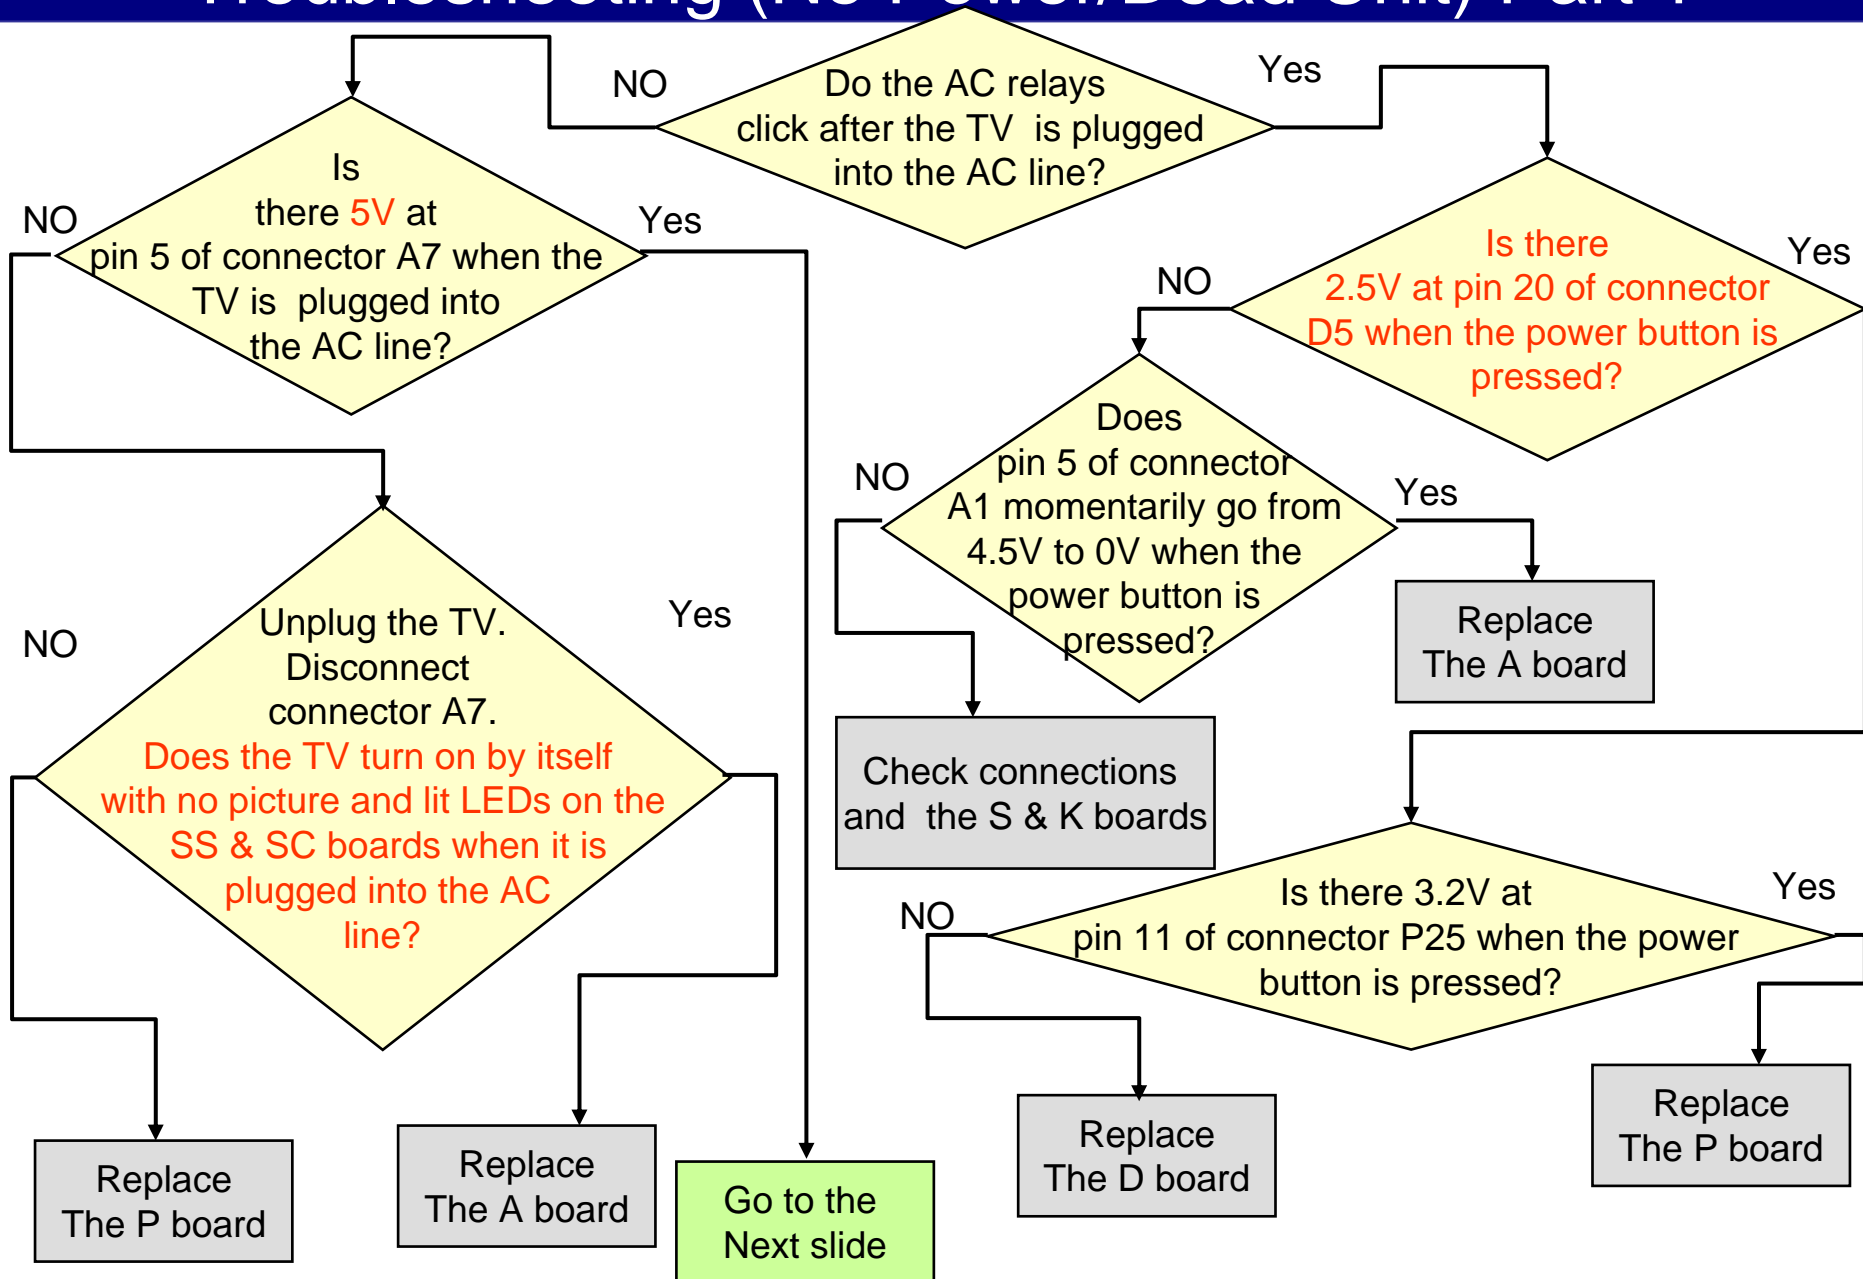 Troubleshooting (No Power/Dead Unit) Part 1
NO
Do the AC relays
click after the TV is plugged
into the AC line?
Yes
NO
Is
there 5V at
pin 5 of connector A7 when the
TV is plugged into
the AC line?
Yes
NO
Is there
2.5V at pin 20 of connector
D5 when the power button is
pressed?
Yes
NO
Does
pin 5 of connector
A1 momentarily go from
4.5V to 0V when the
power button is
pressed?
Yes
Replace
The A board
NO
Unplug the TV.
Disconnect
connector A7.
Does the TV turn on by itself
with no picture and lit LEDs on the
SS & SC boards when it is
plugged into the AC
line?
Yes
Check connections
and the S & K boards
NO
Is there 3.2V at
pin 11 of connector P25 when the power
button is pressed?
Yes
Replace
The P board
Replace
The A board
Go to the
Next slide
Replace
The D board
Replace
The P board